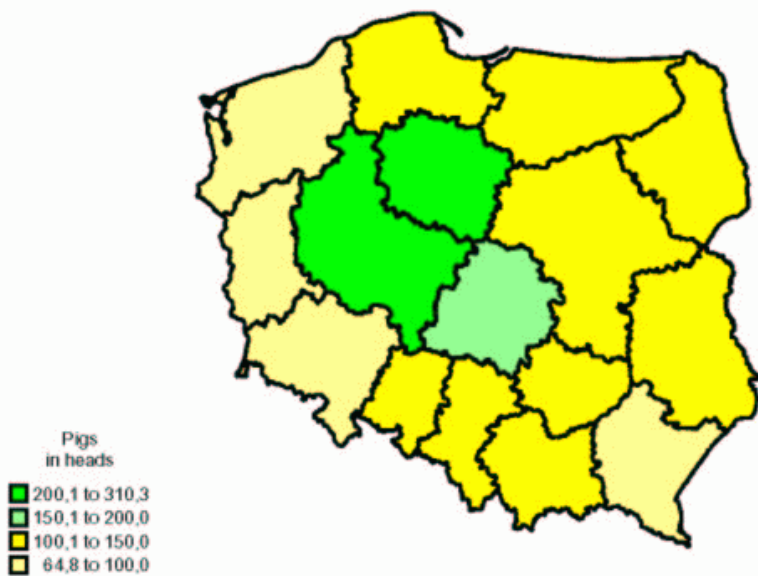 Pigs
in heads
200,1 to 310,3
150,1 to 200,0
100,1 to 150,0
64,8 to 100,0